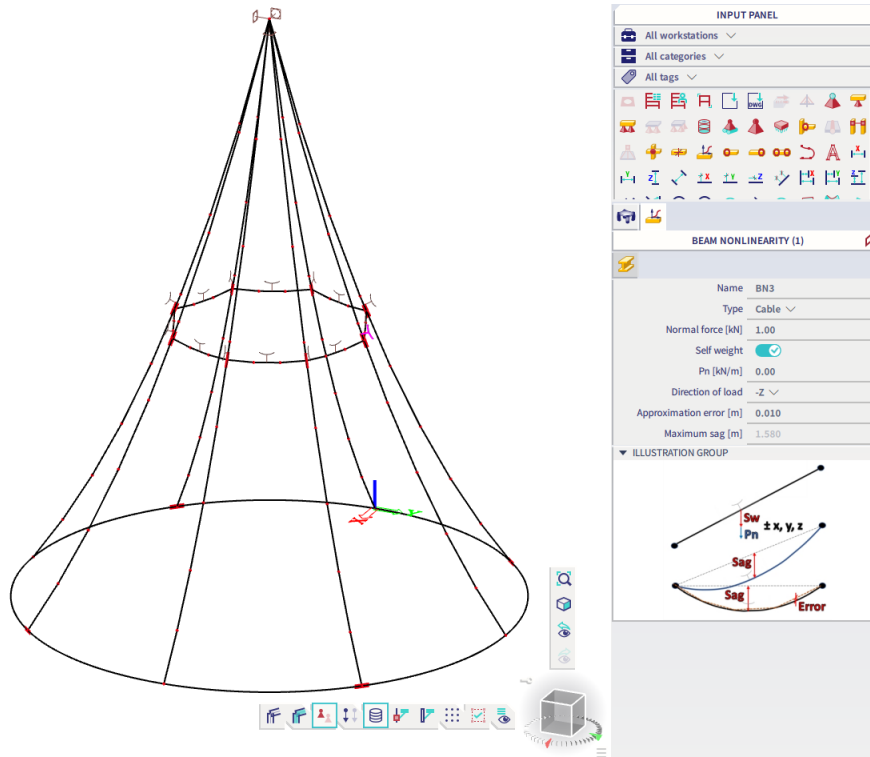 INPUT PANEL
All workstations
All categories
All tags
DWG
X
Z
X
Y
Z
X
Y
Z
BEAM NONLINEARITY (1)
Name BN3
Type Cable
Normal force [kN] 1.00
Self weight
Pn [kN/m] 0.00
Direction of load -Z
Approximation error [m] 0.010
Maximum sag [m] 1.580
ILLUSTRATION GROUP
Sw
Pn ± x, y, z
Sag
Sag
Error